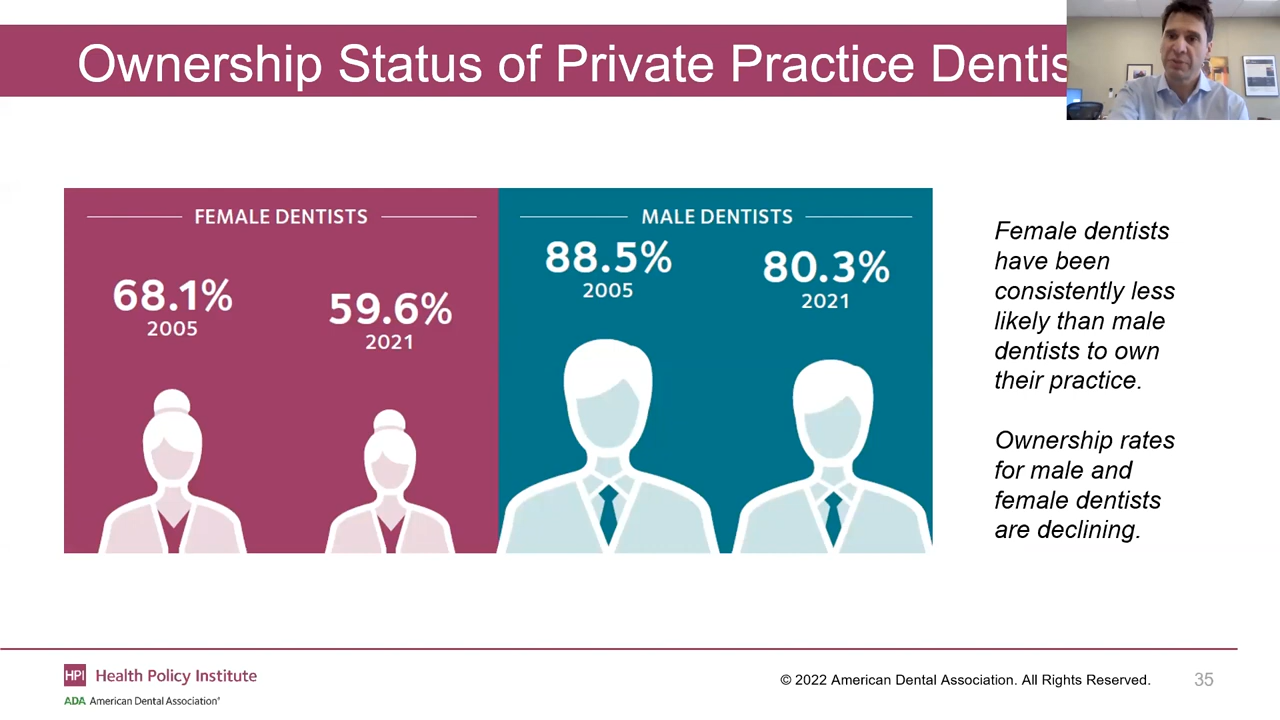 Ownership Status of Private Practice Dentis
FEMALE DENTISTS
68.1%
2005
59.6%
2021
MALE DENTISTS
88.5%
2005
80.3%
2021
Female dentists
have been
consistently less
likely than male
dentists to own
their practice.
Ownership rates
for male and
female dentists
are declining.
HPI Health Policy Institute
ADA American Dental Association®
© 2022 American Dental Association. All Rights Reserved.
35